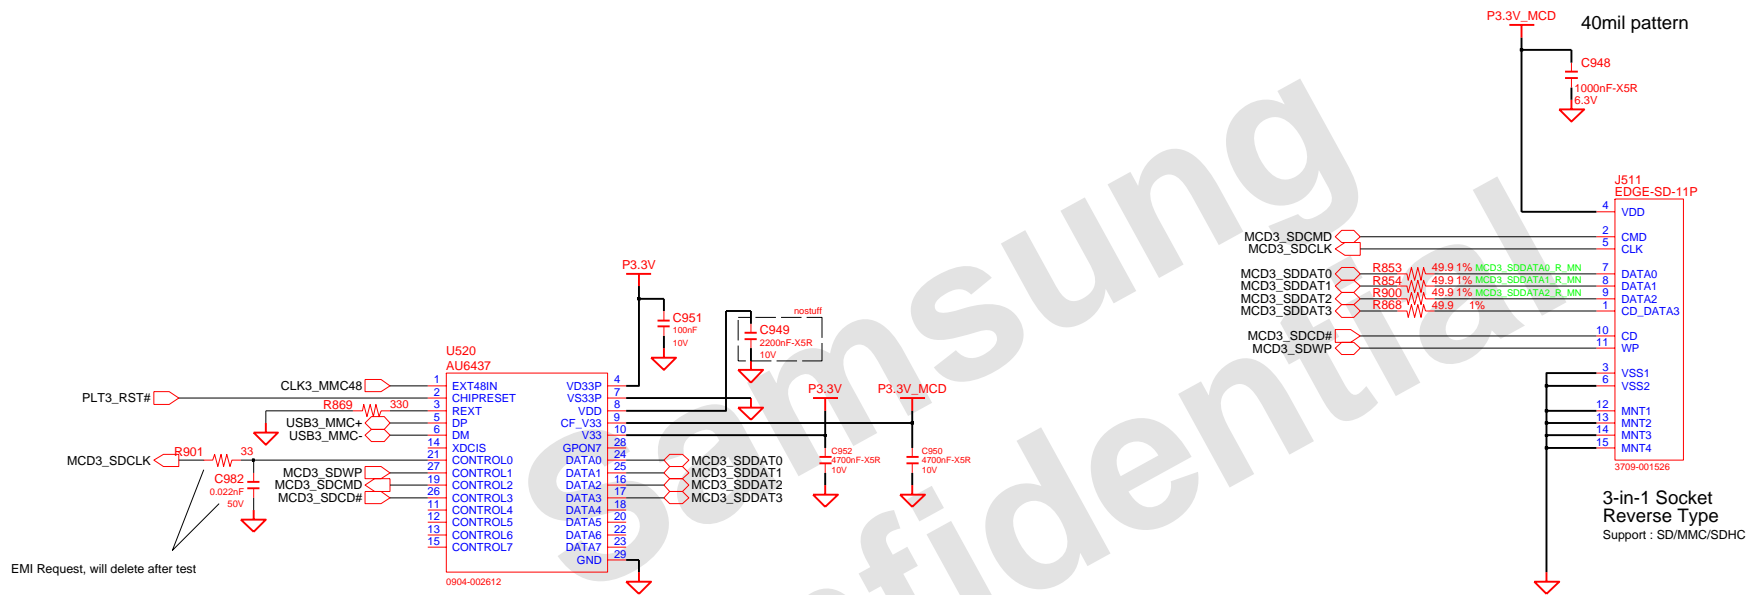 P3.3V_MCD
40mil pattern
C948
1000nF-X5R
6.3V
J511
EDGE-SD-11P
4 VDD
MCD3_SDCMD 2 CMD
MCD3_SDCLK 5 CLK
MCD3_SDDAT0 R853 49.9 1% MCD3_SDDATA0_R_MN 7 DATA0
MCD3_SDDAT1 R854 49.9 1% MCD3_SDDATA1_R_MN 8 DATA1
MCD3_SDDAT2 R900 49.9 1% MCD3_SDDATA2_R_MN 9 DATA2
MCD3_SDDAT3 R868 49.9 1% 1 CD_DATA3
MCD3_SDCD# 10 CD
MCD3_SDWP 11 WP
3 VSS1
6 VSS2
12 MNT1
13 MNT2
14 MNT3
15 MNT4
3709-001526
3-in-1 Socket
Reverse Type
Support : SD/MMC/SDHC
P3.3V
C951
100nF
10V
nostuff
C949
2200nF-X5R
10V
P3.3V
P3.3V_MCD
C952
4700nF-X5R
10V
C950
4700nF-X5R
10V
U520
AU6437
CLK3_MMC48 1 EXT48IN VD33P 4
PLT3_RST# 2 CHIPRESET VS33P 7
R869 330 3 REXT VDD 8
USB3_MMC+ 5 DP CF_V33 9
USB3_MMC- 6 DM V33 10
14 XDCIS GPON7 28
MCD3_SDCLK R901 33 21 CONTROL0 DATA0 24 MCD3_SDDAT0
MCD3_SDWP 27 CONTROL1 DATA1 25 MCD3_SDDAT1
MCD3_SDCMD 19 CONTROL2 DATA2 16 MCD3_SDDAT2
MCD3_SDCD# 26 CONTROL3 DATA3 17 MCD3_SDDAT3
11 CONTROL4 DATA4 18
12 CONTROL5 DATA5 20
13 CONTROL6 DATA6 22
15 CONTROL7 DATA7 23
GND 29
0904-002612
C982
0.022nF
50V
EMI Request, will delete after test
Samsung
Confidential